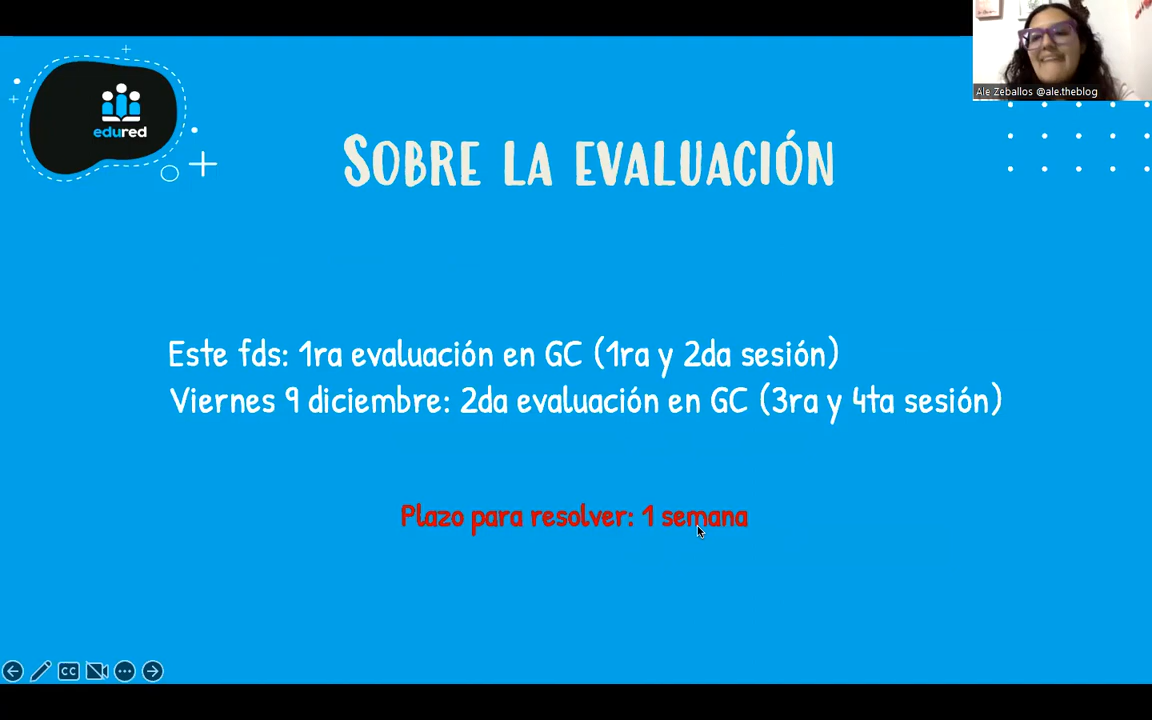 Ale Zeballos @ale.theblog
edured
SOBRE LA EVALUACIÓN
Este fds: 1ra evaluación en GC (1ra y 2da sesión)
Viernes 9 diciembre: 2da evaluación en GC (3ra y 4ta sesión)
Plazo para resolver: 1 semana
CC